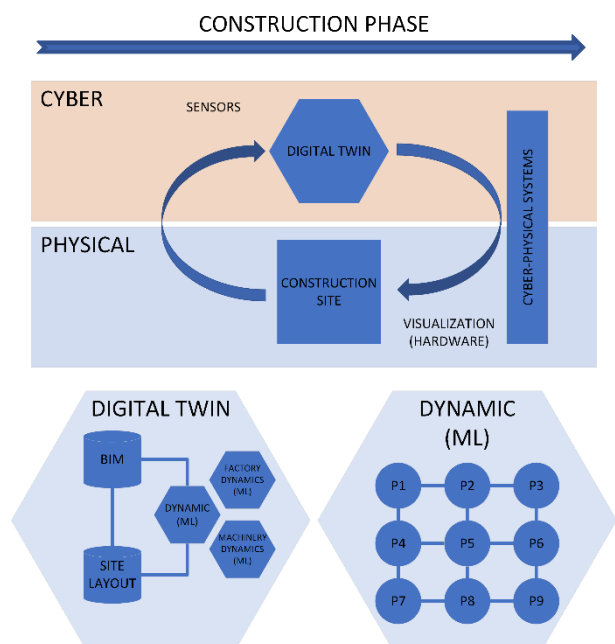 CONSTRUCTION PHASE
CYBER
SENSORS
DIGITAL TWIN
CYBER-PHYSICAL SYSTEMS
PHYSICAL
CONSTRUCTION
SITE
VISUALIZATION
(HARDWARE)
DIGITAL TWIN
BIM
FACTORY
DYNAMICS
(ML)
DYNAMIC
(ML)
MACHINERY
DYNAMICS
(ML)
SITE
LAYOUT
DYNAMIC
(ML)
P1 P2 P3
P4 P5 P6
P7 P8 P9